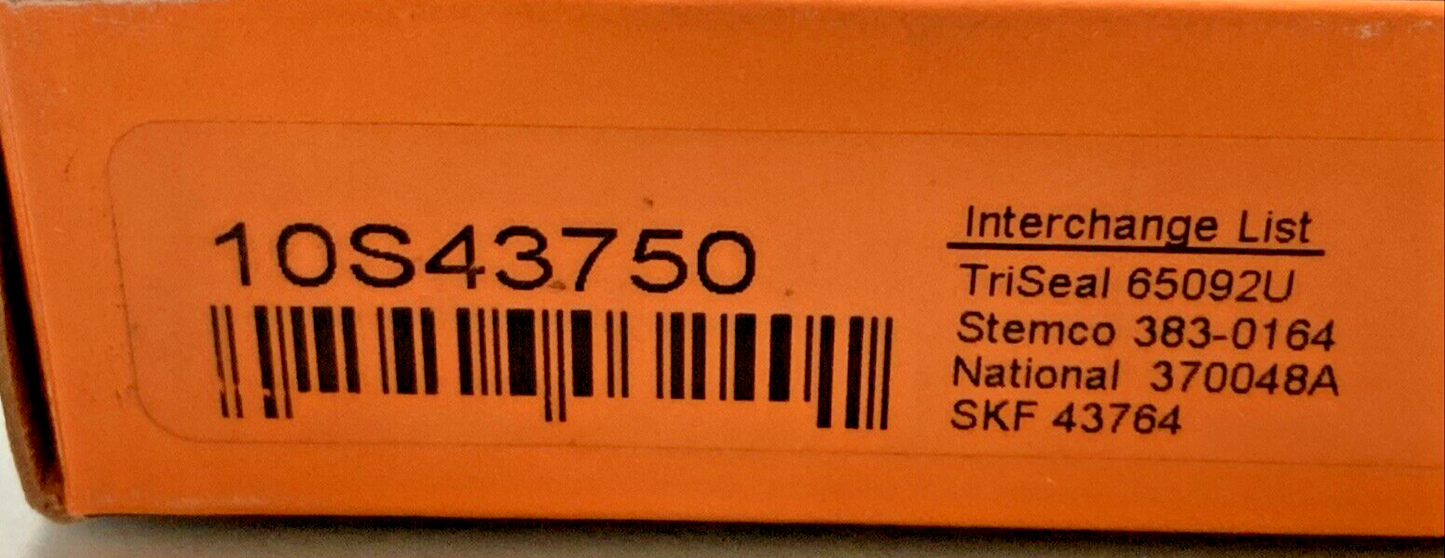 10S43750
Interchange List
TriSeal 65092U
Stemco 383-0164
National 370048A
SKF 43764